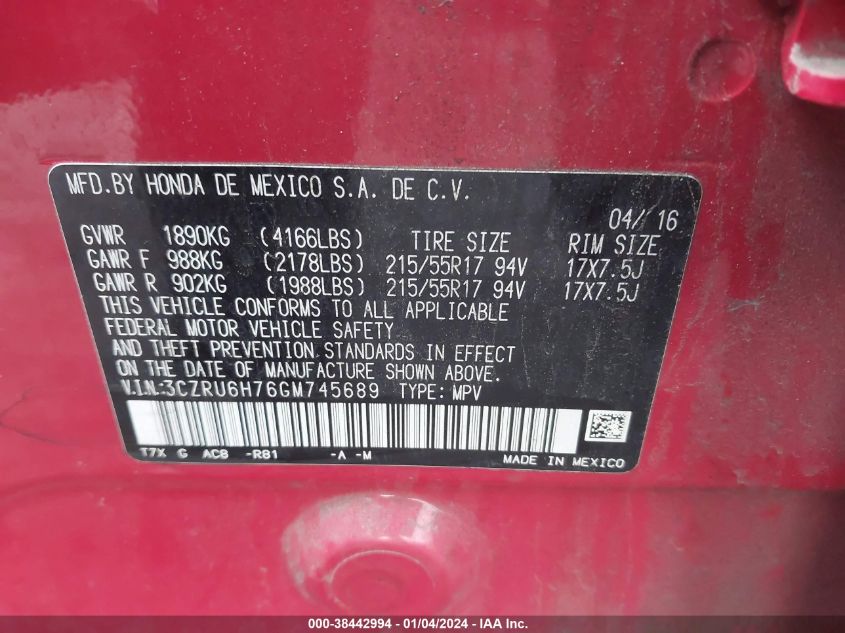 MFD.BY HONDA DE MEXICO S.A. DE C.V.
04/ 16
GVWR 1890KG (4166LBS) TIRE SIZE RIM SIZE
GAWR F 988KG (2178LBS) 215/55R17 94V 17X7.5J
GAWR R 902KG (1988LBS) 215/55R17 94V 17X7.5J
THIS VEHICLE CONFORMS TO ALL APPLICABLE
FEDERAL MOTOR VEHICLE SAFETY
AND THEFT PREVENTION STANDARDS IN EFFECT
ON THE DATE OF MANUFACTURE SHOWN ABOVE.
V.I.N:3CZRU6H76GM745689 TYPE: MPV
T7X G ACB -R81 -A -M
MADE IN MEXICO
000-38442994 - 01/04/2024 - IAA Inc.